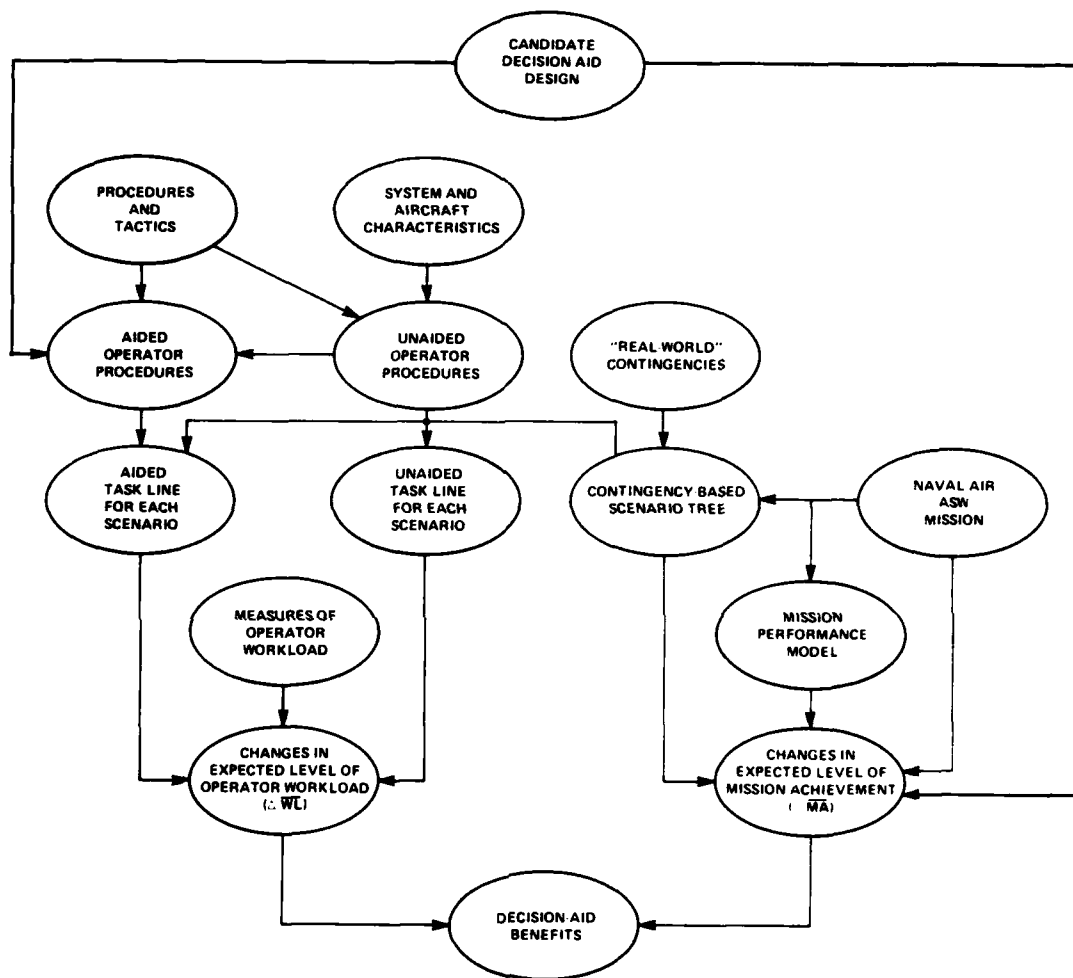 CANDIDATE
DECISION AID
DESIGN
PROCEDURES
AND
TACTICS
SYSTEM AND
AIRCRAFT
CHARACTERISTICS
AIDED
OPERATOR
PROCEDURES
UNAIDED
OPERATOR
PROCEDURES
"REAL-WORLD"
CONTINGENCIES
AIDED
TASK LINE
FOR EACH
SCENARIO
UNAIDED
TASK LINE
FOR EACH
SCENARIO
CONTINGENCY-BASED
SCENARIO TREE
NAVAL AIR
ASW
MISSION
MEASURES OF
OPERATOR
WORKLOAD
MISSION
PERFORMANCE
MODEL
CHANGES IN
EXPECTED LEVEL OF
OPERATOR WORKLOAD
(△ W̅L̅)
CHANGES IN
EXPECTED LEVEL OF
MISSION ACHIEVEMENT
( M̅A̅)
DECISION-AID
BENEFITS